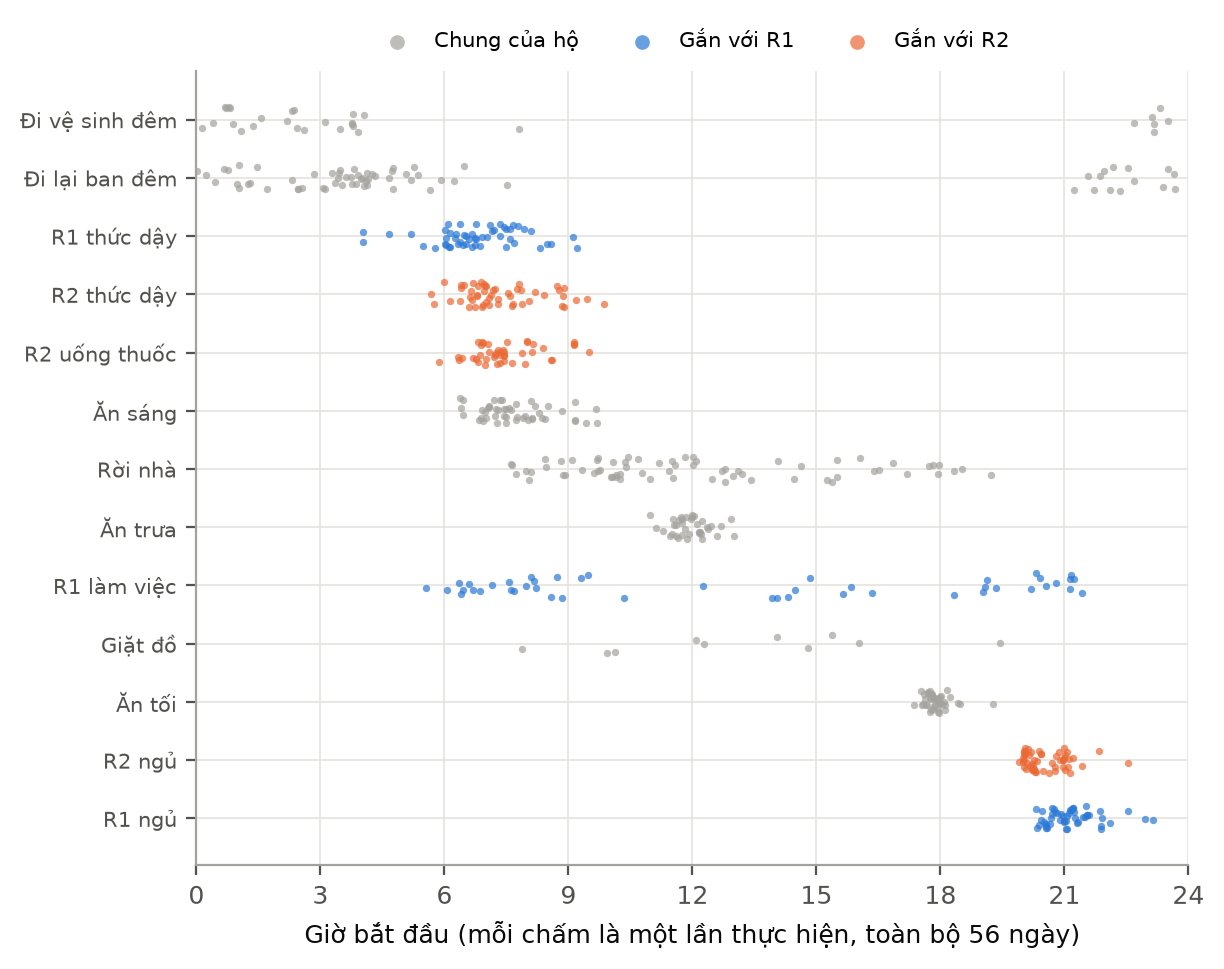 Chung của hộ Gắn với R1 Gắn với R2
Đi vệ sinh đêm
Đi lại ban đêm
R1 thức dậy
R2 thức dậy
R2 uống thuốc
Ăn sáng
Rời nhà
Ăn trưa
R1 làm việc
Giặt đồ
Ăn tối
R2 ngủ
R1 ngủ
0 3 6 9 12 15 18 21 24
Giờ bắt đầu (mỗi chấm là một lần thực hiện, toàn bộ 56 ngày)